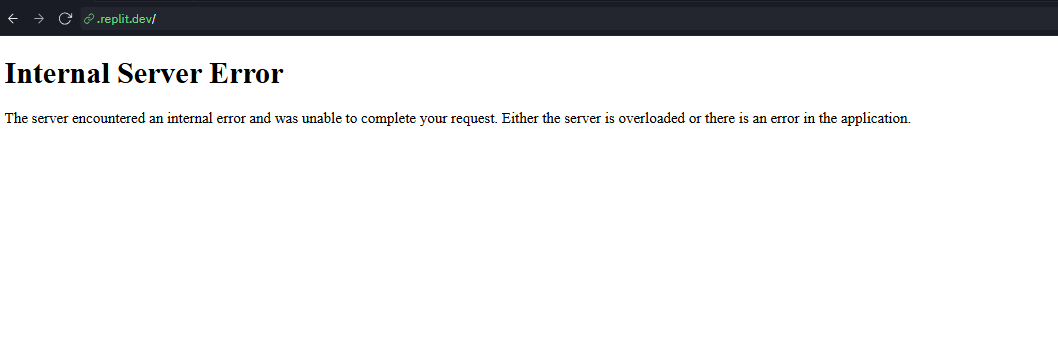 .replit.dev/
Internal Server Error
The server encountered an internal error and was unable to complete your request. Either the server is overloaded or there is an error in the application.